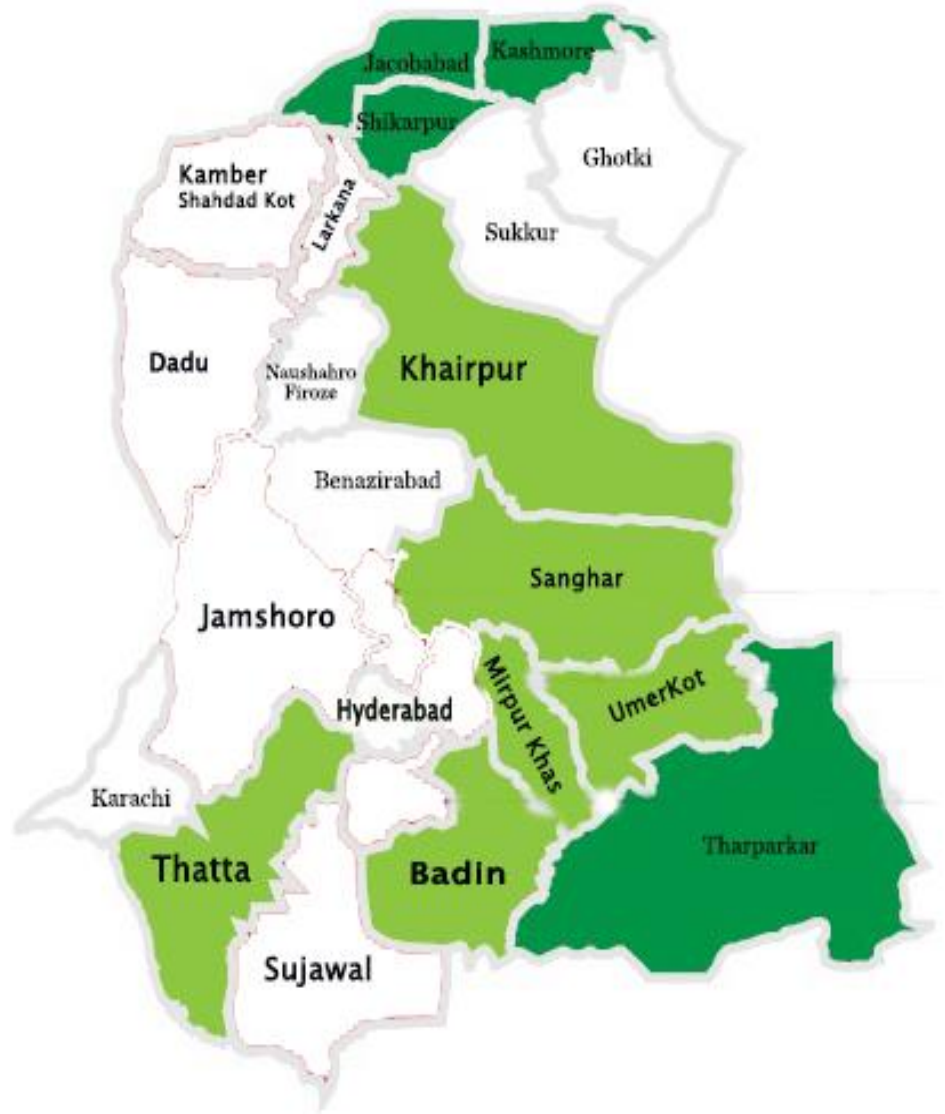 Jacobabad
Kashmore
Shikarpur
Ghotki
Kamber
Shahdad Kot
Larkana
Sukkur
Dadu
Naushahro
Firoze
Khairpur
Benazirabad
Sanghar
Jamshoro
Mirpur Khas
UmerKot
Hyderabad
Karachi
Thatta
Badin
Tharparkar
Sujawal